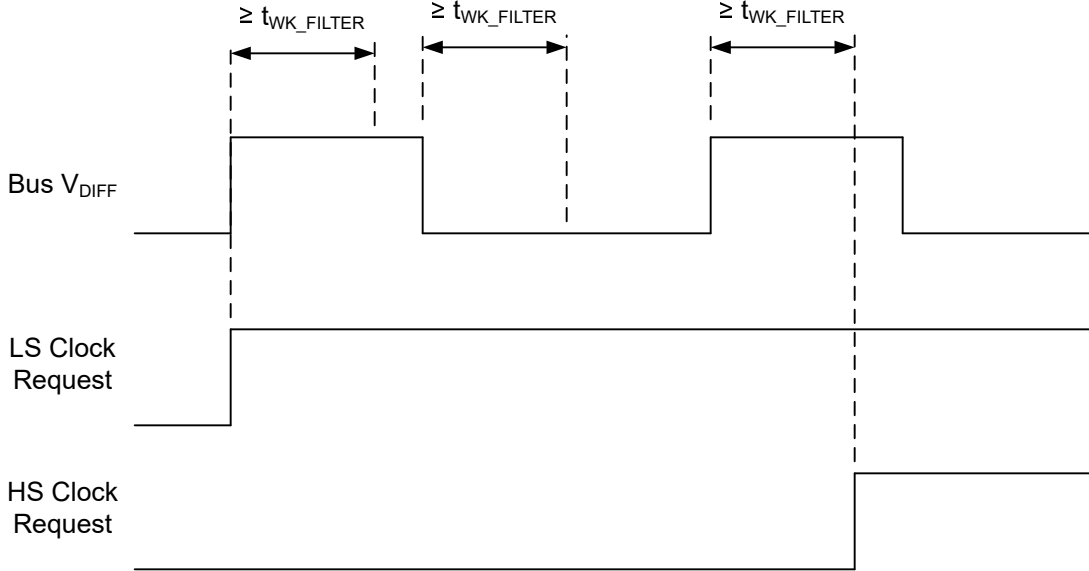 ≥ tWK_FILTER
≥ tWK_FILTER
≥ tWK_FILTER
Bus VDIFF
LS Clock
Request
HS Clock
Request